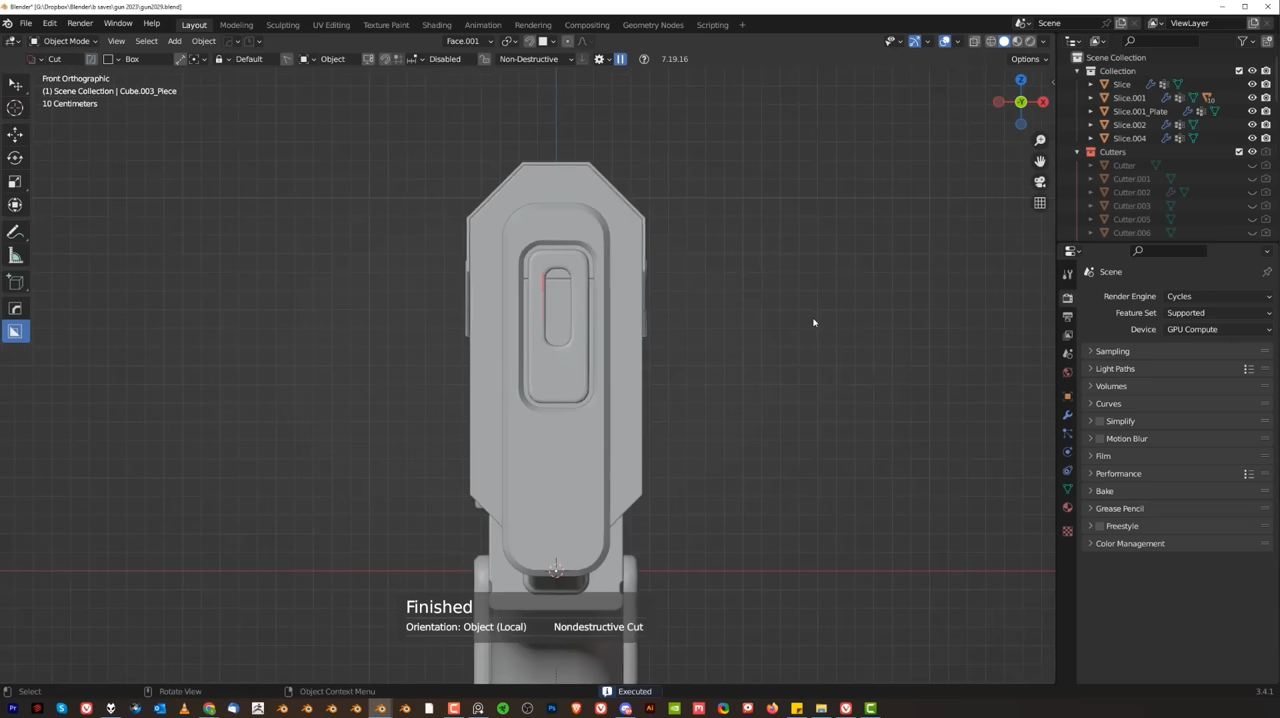 Blender* [G:\Dropbox\Blender\b saves\gun 2023\gun2029.blend]
File Edit Render Window Help Layout Modeling Sculpting UV Editing Texture Paint Shading Animation Rendering Compositing Geometry Nodes Scripting + Scene ViewLayer
Object Mode View Select Add Object Face.001
Cut Box Default Object Disabled Non-Destructive 7.19.16 Options
Front Orthographic
(1) Scene Collection | Cube.003_Piece
10 Centimeters
Z
Y
X
Scene Collection
Collection
Slice
Slice.001 10
Slice.001_Plate
Slice.002
Slice.004
Cutters
Cutter
Cutter.001
Cutter.002
Cutter.003
Cutter.005
Cutter.006
Scene
Render Engine Cycles
Feature Set Supported
Device GPU Compute
Sampling
Light Paths
Volumes
Curves
Simplify
Motion Blur
Film
Performance
Bake
Grease Pencil
Freestyle
Color Management
Finished
Orientation: Object (Local) Nondestructive Cut
Select Rotate View Object Context Menu Executed 3.4.1